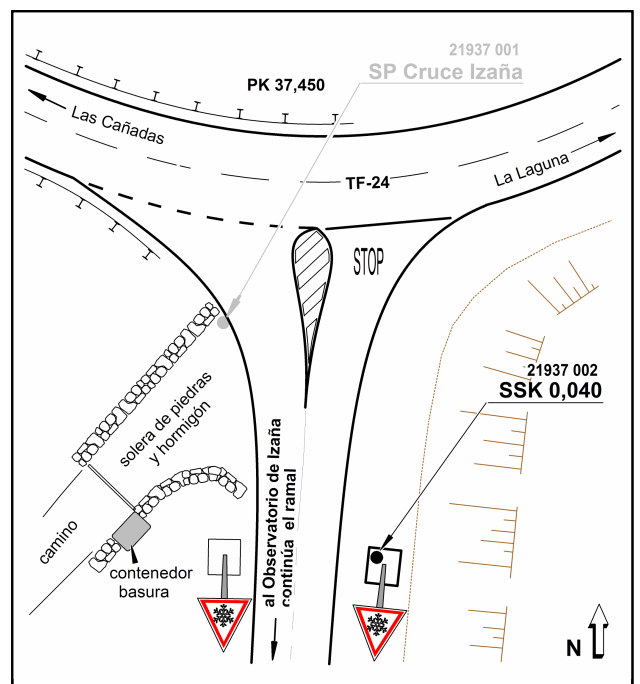 21937 001
SP Cruce Izaña
PK 37,450
Las Cañadas
La Laguna
TF-24
STOP
21937 002
SSK 0,040
solera de piedras
y hormigón
al Observatorio de Izaña
continúa el ramal
camino
contenedor
basura
N